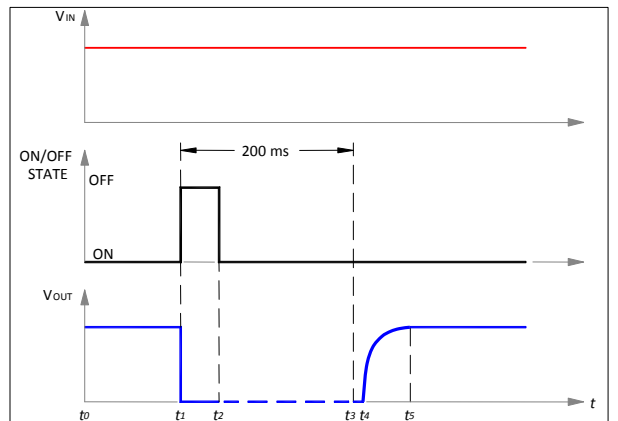 VIN
ON/OFF
STATE
OFF
200 ms
ON
VOUT
t0 t1 t2 t3 t4 t5 t